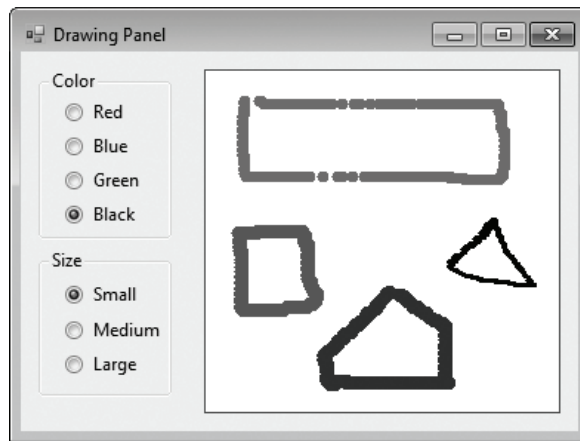 Drawing Panel
Color
Red
Blue
Green
Black
Size
Small
Medium
Large